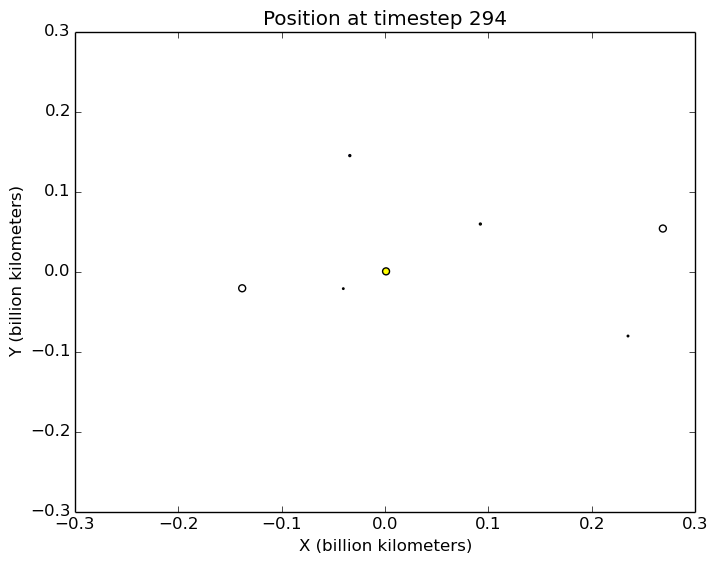 Position at timestep 294
0.3
0.2
0.1
0.0
−0.1
−0.2
−0.3
Y (billion kilometers)
−0.3 −0.2 −0.1 0.0 0.1 0.2 0.3
X (billion kilometers)